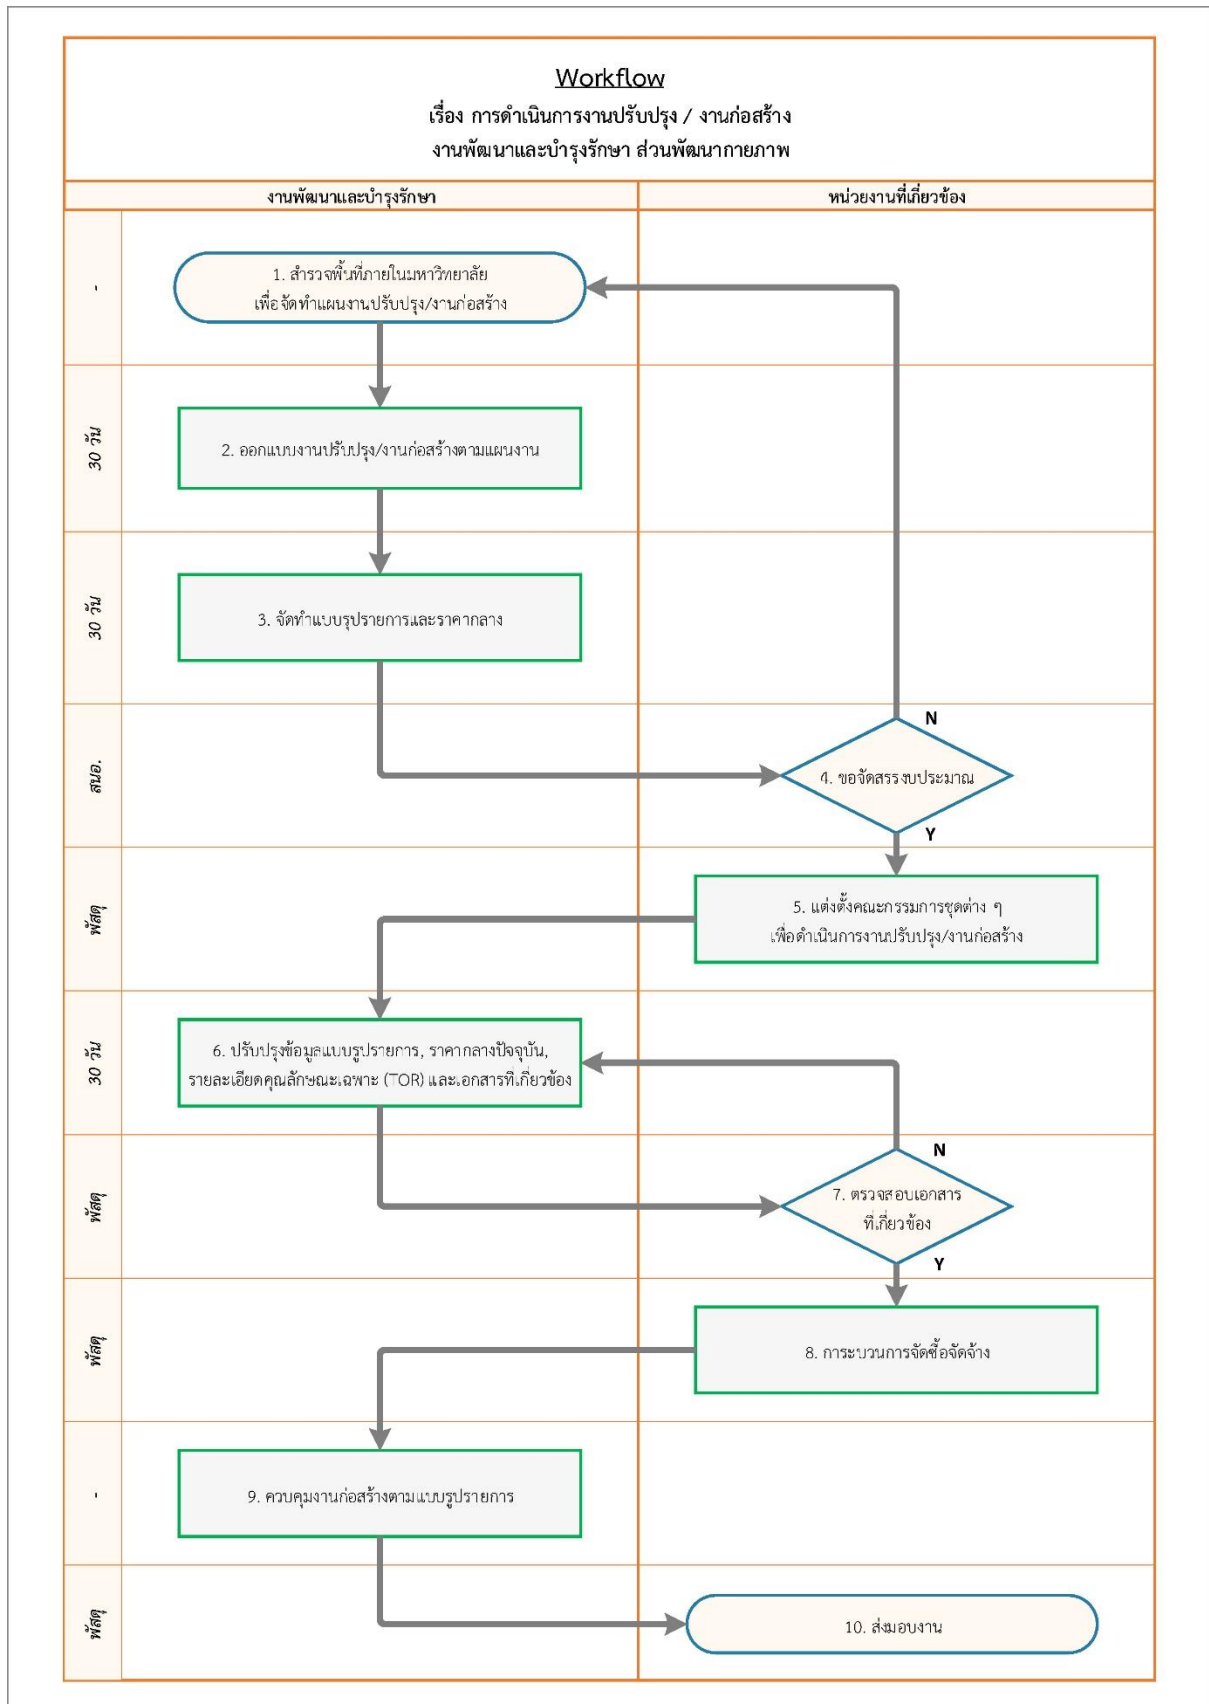 Workflow
เรื่อง การดำเนินการงานปรับปรุง / งานก่อสร้าง
งานพัฒนาและบำรุงรักษา ส่วนพัฒนากายภาพ
งานพัฒนาและบำรุงรักษา
หน่วยงานที่เกี่ยวข้อง
-
1. สำรวจพื้นที่ภายในมหาวิทยาลัย
เพื่อจัดทำแผนงานปรับปรุง/งานก่อสร้าง
30 วัน
2. ออกแบบงานปรับปรุง/งานก่อสร้างตามแผนงาน
30 วัน
3. จัดทำแบบรุปรายการและราคากลาง
สนอ.
N
4. ขอจัดสรรงบประมาณ
Y
พัสดุ
5. แต่งตั้งคณะกรรมการชุดต่าง ๆ
เพื่อดำเนินการงานปรับปรุง/งานก่อสร้าง
30 วัน
6. ปรับปรุงข้อมูลแบบรูปรายการ, ราคากลางปัจจุบัน,
รายละเอียดคุณลักษณะเฉพาะ (TOR) และเอกสารที่เกี่ยวข้อง
พัสดุ
N
7. ตรวจสอบเอกสาร
ที่เกี่ยวข้อง
Y
พัสดุ
8. การะบวนการจัดซื้อจัดจ้าง
-
9. ควบคุมงานก่อสร้างตามแบบรูปรายการ
พัสดุ
10. ส่งมอบงาน